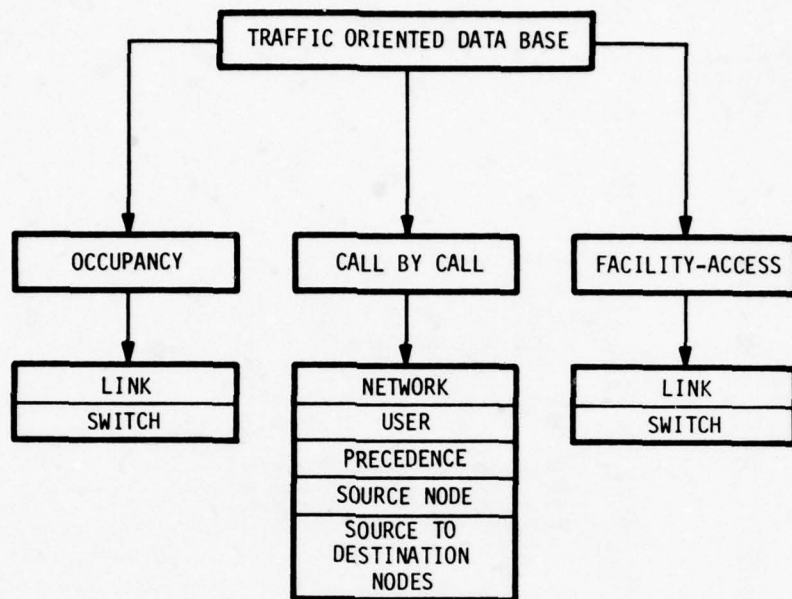 TRAFFIC ORIENTED DATA BASE
OCCUPANCY
CALL BY CALL
FACILITY-ACCESS
LINK
SWITCH
NETWORK
USER
PRECEDENCE
SOURCE NODE
SOURCE TO
DESTINATION
NODES
LINK
SWITCH